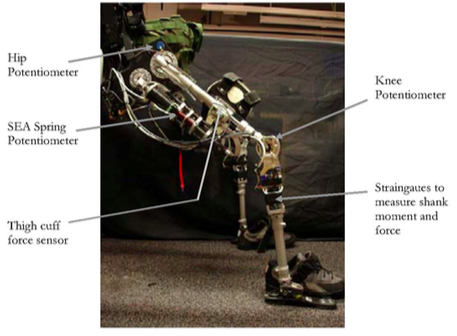 Hip
Potentiometer
SEA Spring
Potentiometer
Thigh cuff
force sensor
Knee
Potentiometer
Straingaues to
measure shank
moment and
force